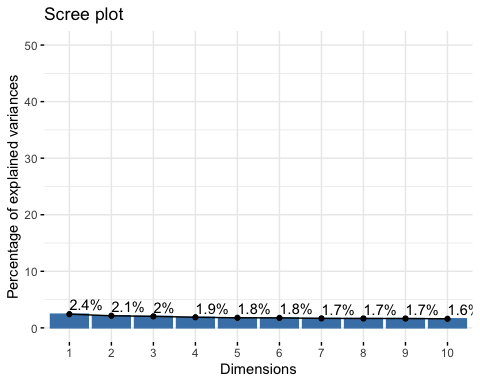 Scree plot
Percentage of explained variances
50
40
30
20
10
0
2.4% 2.1% 2% 1.9% 1.8% 1.8% 1.7% 1.7% 1.7% 1.6%
1 2 3 4 5 6 7 8 9 10
Dimensions